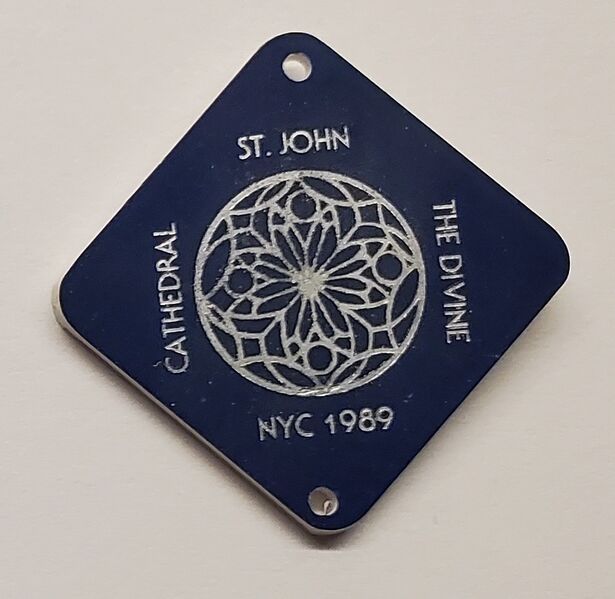 CATHEDRAL
ST. JOHN
THE DIVINE
NYC 1989